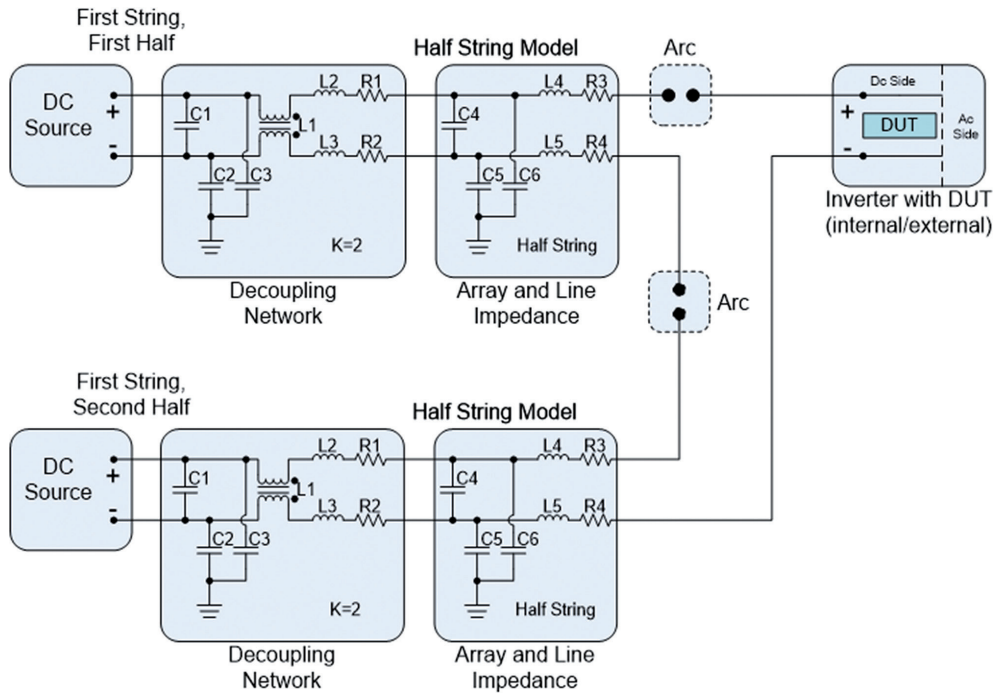 First String,
First Half
DC
Source
+
-
C1
C2
C3
L1
L2
R1
L3
R2
K=2
Decoupling
Network
Half String Model
C4
C5
C6
L4
R3
L5
R4
Half String
Array and Line
Impedance
Arc
Dc Side
+
DUT
-
Ac
Side
Inverter with DUT
(internal/external)
Arc
First String,
Second Half
DC
Source
+
-
C1
C2
C3
L1
L2
R1
L3
R2
K=2
Decoupling
Network
Half String Model
C4
C5
C6
L4
R3
L5
R4
Half String
Array and Line
Impedance